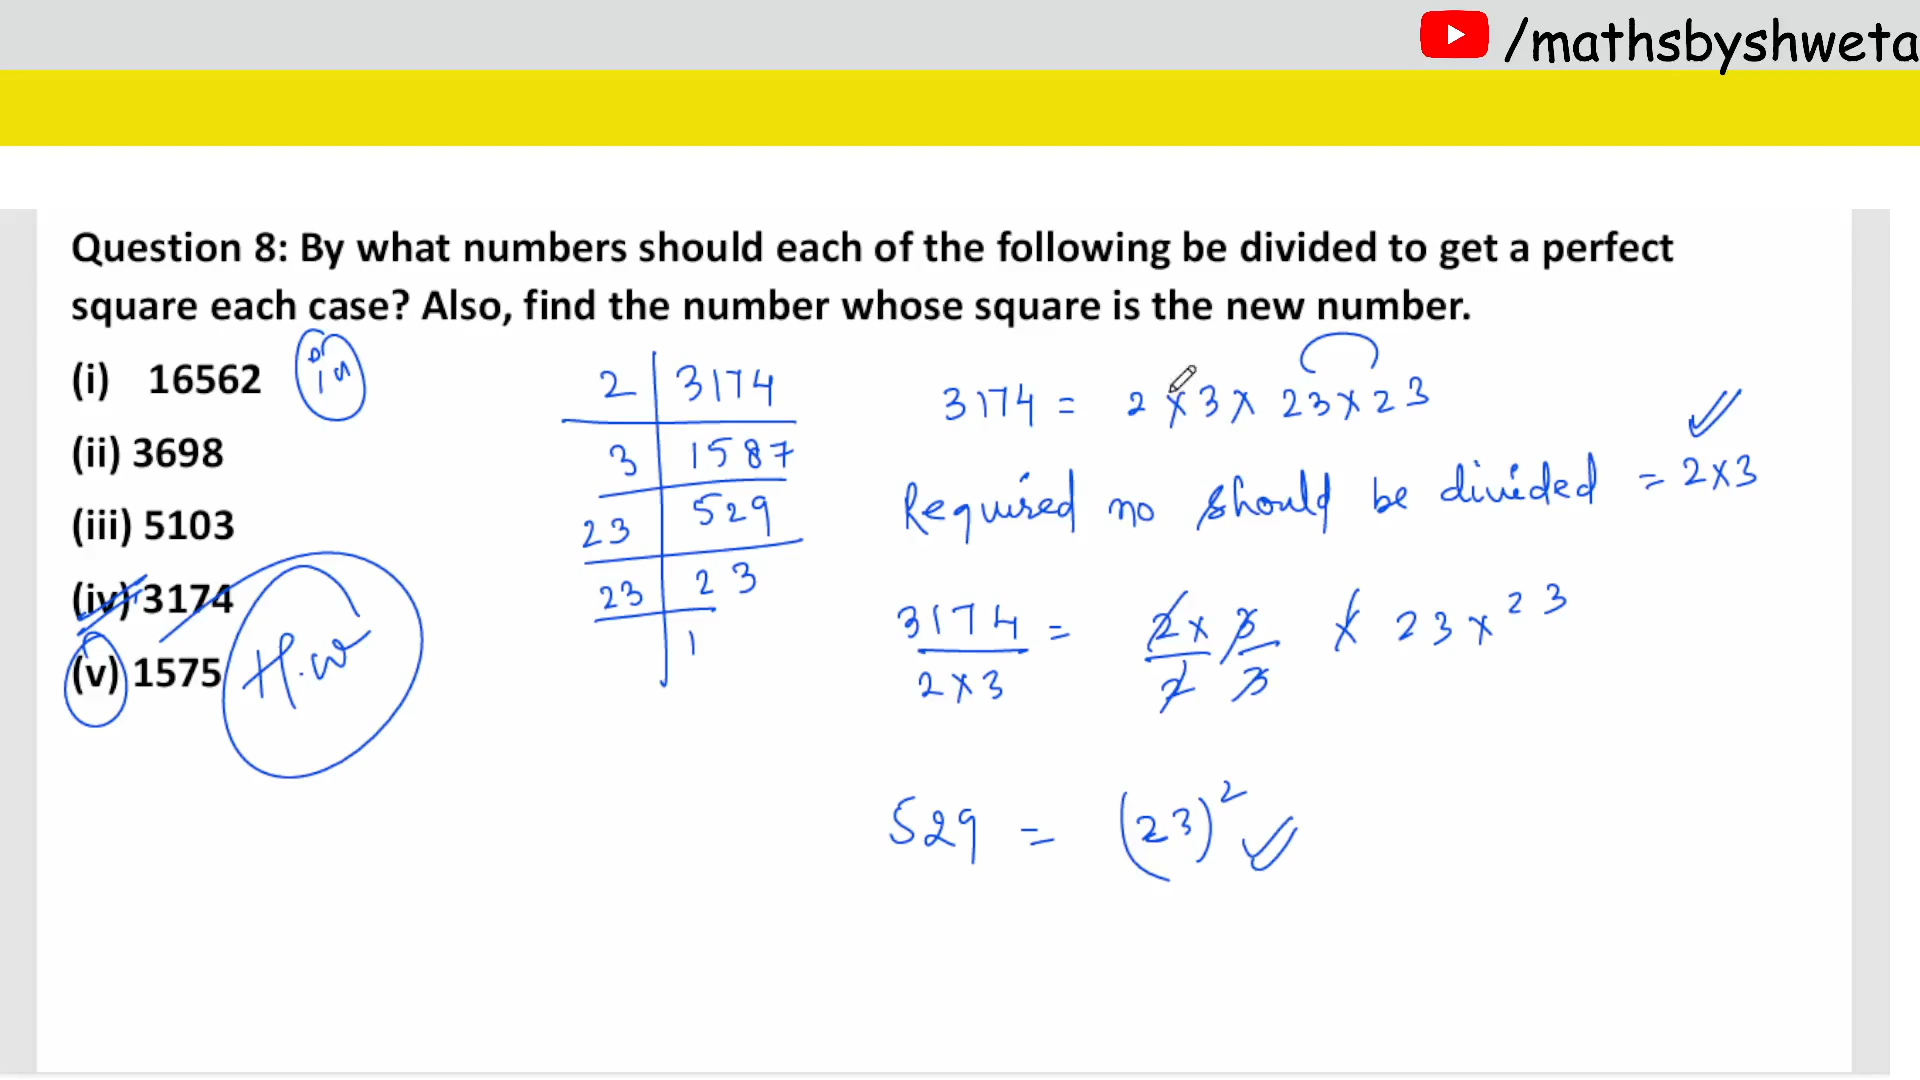 /mathsbyshweta
Question 8: By what numbers should each of the following be divided to get a perfect
square each case? Also, find the number whose square is the new number.
(i) 16562
(ii) 3698
(iii) 5103
(iv) 3174
(v) 1575
H.w
2 | 3174
3 | 1587
23 | 529
23 | 23
1
3174 = 2 × 3 × 23 × 23
Required no should be divided = 2×3
3174 / 2×3 = 2×3 / 2 3 × 23 × 23
529 = (23)²